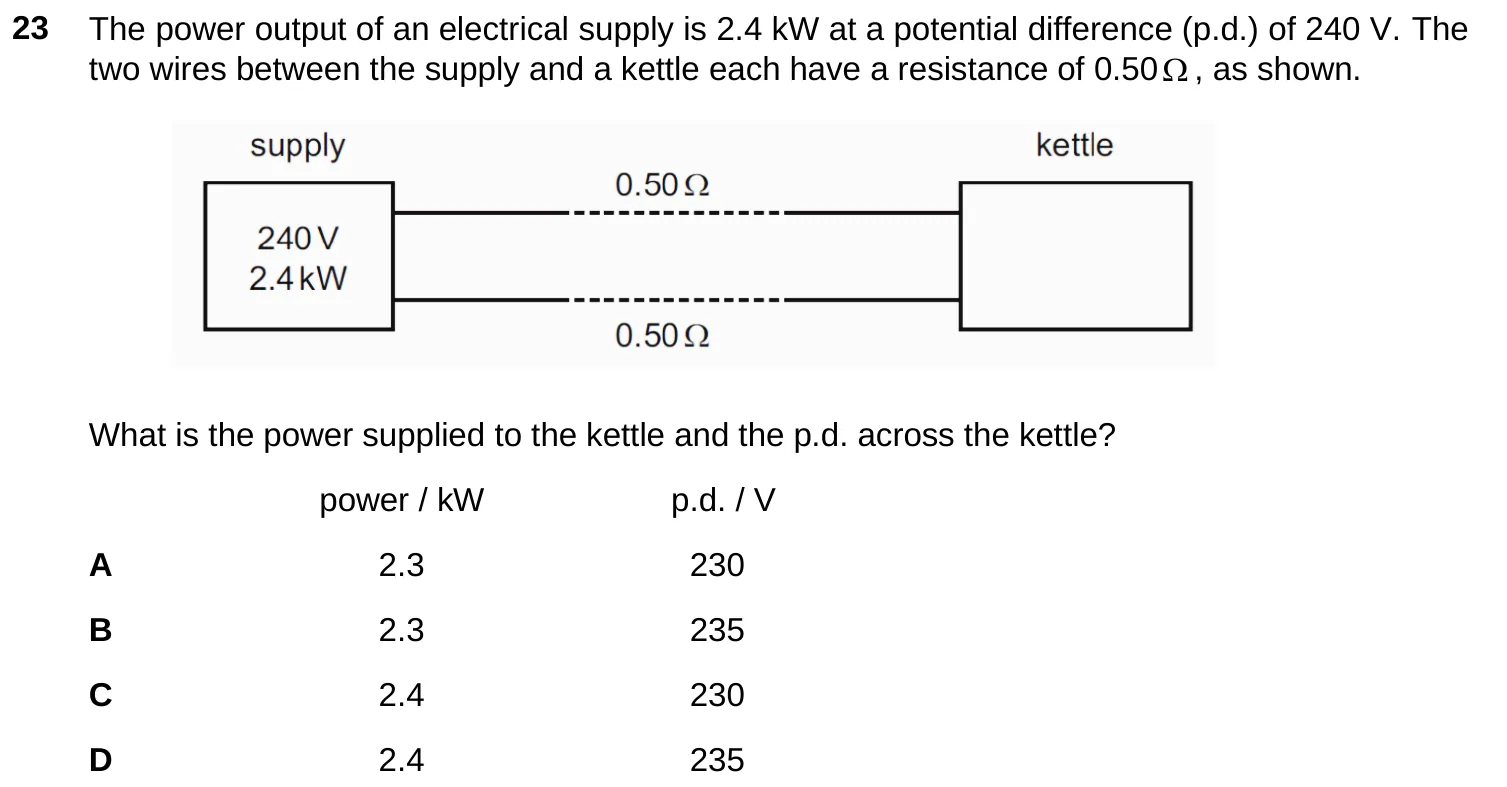 23 The power output of an electrical supply is 2.4 kW at a potential difference (p.d.) of 240 V. The
two wires between the supply and a kettle each have a resistance of 0.50 Ω, as shown.
supply kettle
0.50 Ω
240 V
2.4 kW
0.50 Ω
What is the power supplied to the kettle and the p.d. across the kettle?
power / kW p.d. / V
A 2.3 230
B 2.3 235
C 2.4 230
D 2.4 235